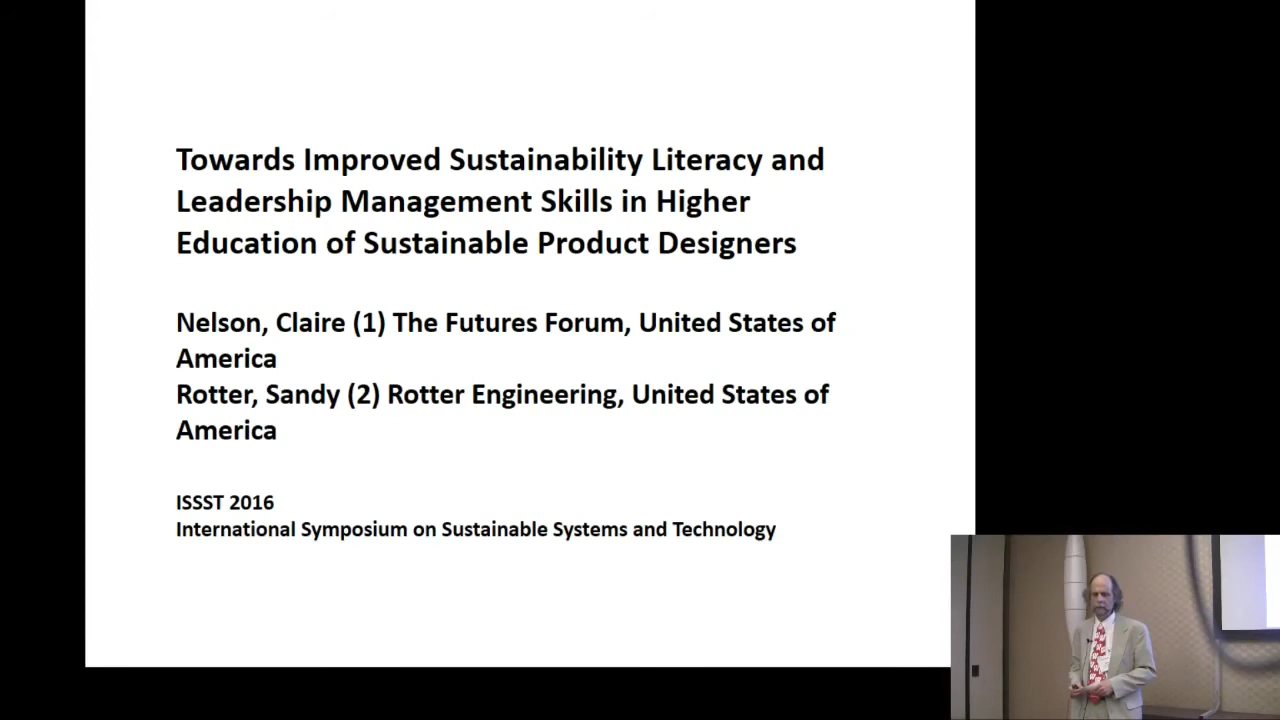 Towards Improved Sustainability Literacy and
Leadership Management Skills in Higher
Education of Sustainable Product Designers
Nelson, Claire (1) The Futures Forum, United States of
America
Rotter, Sandy (2) Rotter Engineering, United States of
America
ISSST 2016
International Symposium on Sustainable Systems and Technology